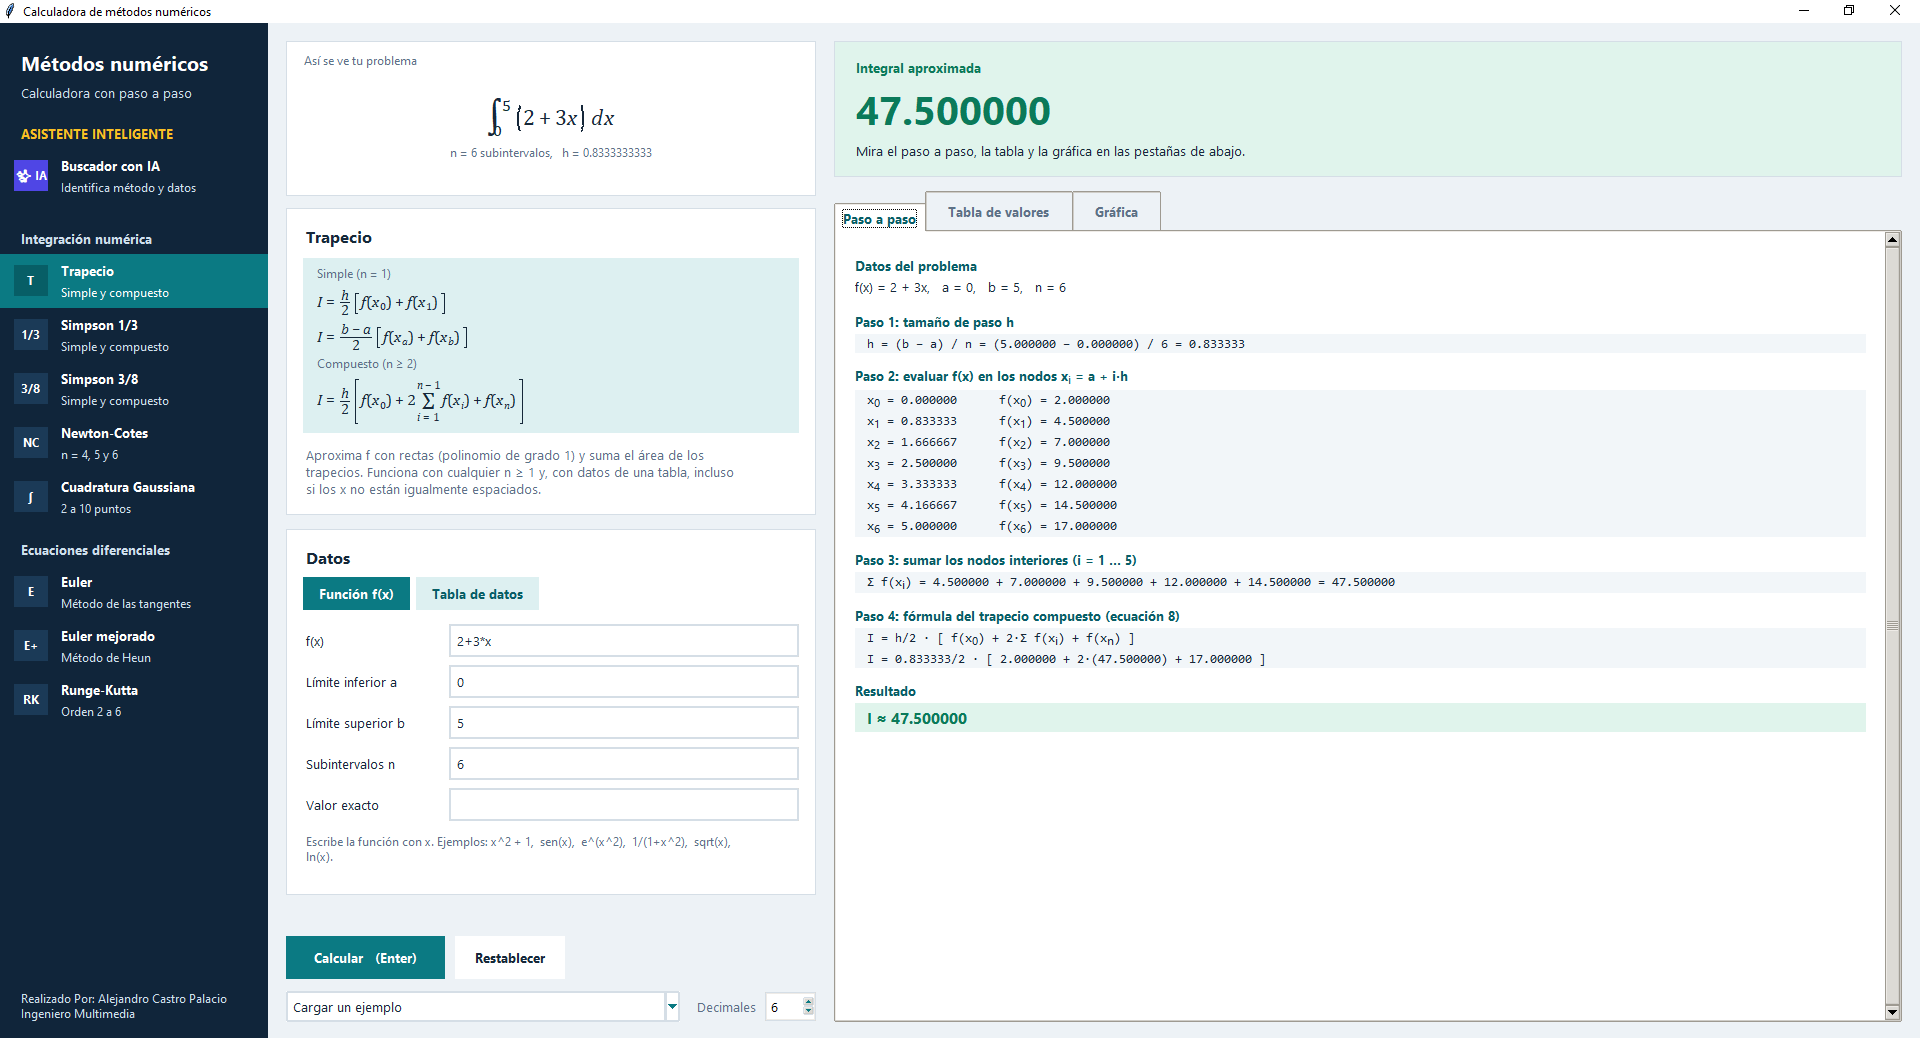 Calculadora de métodos numéricos
Métodos numéricos
Calculadora con paso a paso
ASISTENTE INTELIGENTE
IA
Buscador con IA
Identifica método y datos
Integración numérica
T
Trapecio
Simple y compuesto
1/3
Simpson 1/3
Simple y compuesto
3/8
Simpson 3/8
Simple y compuesto
NC
Newton-Cotes
n = 4, 5 y 6
∫
Cuadratura Gaussiana
2 a 10 puntos
Ecuaciones diferenciales
E
Euler
Método de las tangentes
E+
Euler mejorado
Método de Heun
RK
Runge-Kutta
Orden 2 a 6
Realizado Por: Alejandro Castro Palacio
Ingeniero Multimedia
Así se ve tu problema
∫₀⁵ (2 + 3x) dx
n = 6 subintervalos,   h = 0.8333333333
Trapecio
Simple (n = 1)
I = h/2 [f(x₀) + f(x₁)]
I = b − a/2 [f(xₐ) + f(x_b)]
Compuesto (n ≥ 2)
I = h/2 [f(x₀) + 2 ∑ i = 1 n − 1 f(xᵢ) + f(xₙ)]
Aproxima f con rectas (polinomio de grado 1) y suma el área de los
trapecios. Funciona con cualquier n ≥ 1 y, con datos de una tabla, incluso
si los x no están igualmente espaciados.
Datos
Función f(x)   Tabla de datos
f(x)   2+3*x
Límite inferior a   0
Límite superior b   5
Subintervalos n   6
Valor exacto
Escribe la función con x. Ejemplos: x^2 + 1,  sen(x),  e^(x^2),  1/(1+x^2),  sqrt(x),
ln(x).
Calcular   (Enter)   Restablecer
Cargar un ejemplo   Decimales   6
Integral aproximada
47.500000
Mira el paso a paso, la tabla y la gráfica en las pestañas de abajo.
Paso a paso   Tabla de valores   Gráfica
Datos del problema
f(x) = 2 + 3x,   a = 0,   b = 5,   n = 6
Paso 1: tamaño de paso h
h = (b − a) / n = (5.000000 − 0.000000) / 6 = 0.833333
Paso 2: evaluar f(x) en los nodos xᵢ = a + i·h
x₀ = 0.000000   f(x₀) = 2.000000
x₁ = 0.833333   f(x₁) = 4.500000
x₂ = 1.666667   f(x₂) = 7.000000
x₃ = 2.500000   f(x₃) = 9.500000
x₄ = 3.333333   f(x₄) = 12.000000
x₅ = 4.166667   f(x₅) = 14.500000
x₆ = 5.000000   f(x₆) = 17.000000
Paso 3: sumar los nodos interiores (i = 1 ... 5)
Σ f(xᵢ) = 4.500000 + 7.000000 + 9.500000 + 12.000000 + 14.500000 = 47.500000
Paso 4: fórmula del trapecio compuesto (ecuación 8)
I = h/2 · [ f(x₀) + 2·Σ f(xᵢ) + f(xₙ) ]
I = 0.833333/2 · [ 2.000000 + 2·(47.500000) + 17.000000 ]
Resultado
I ≈ 47.500000